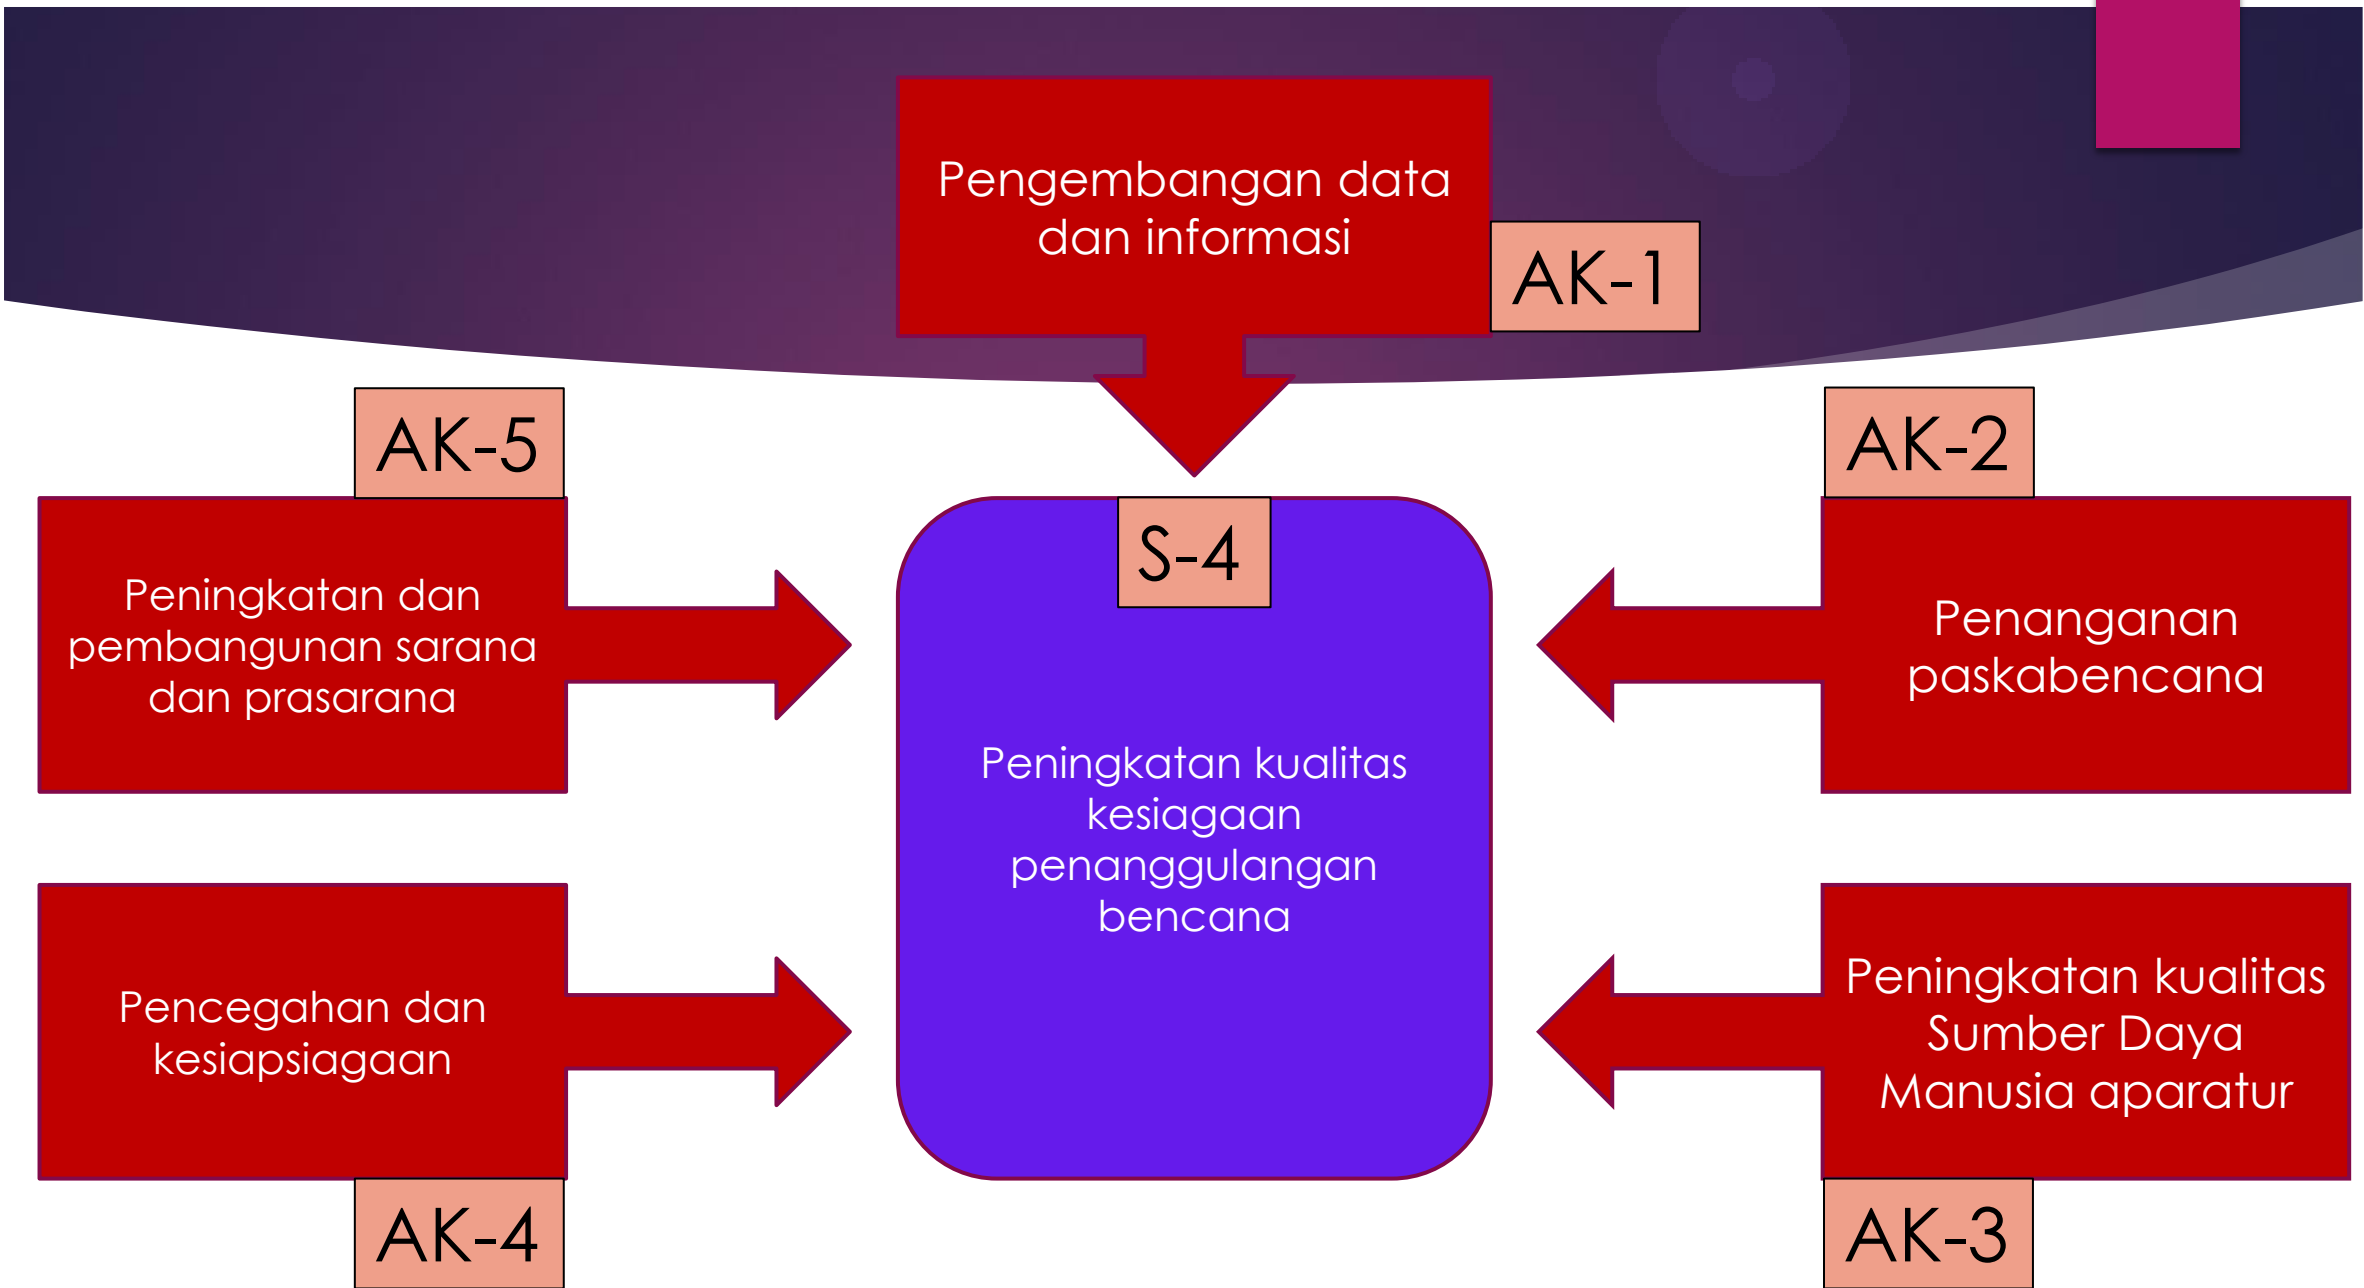 Pengembangan data
dan informasi
AK-1
AK-5
Peningkatan dan
pembangunan sarana
dan prasarana
S-4
Peningkatan kualitas
kesiagaan
penanggulangan
bencana
AK-2
Penanganan
paskabencana
Pencegahan dan
kesiapsiagaan
AK-4
Peningkatan kualitas
Sumber Daya
Manusia aparatur
AK-3